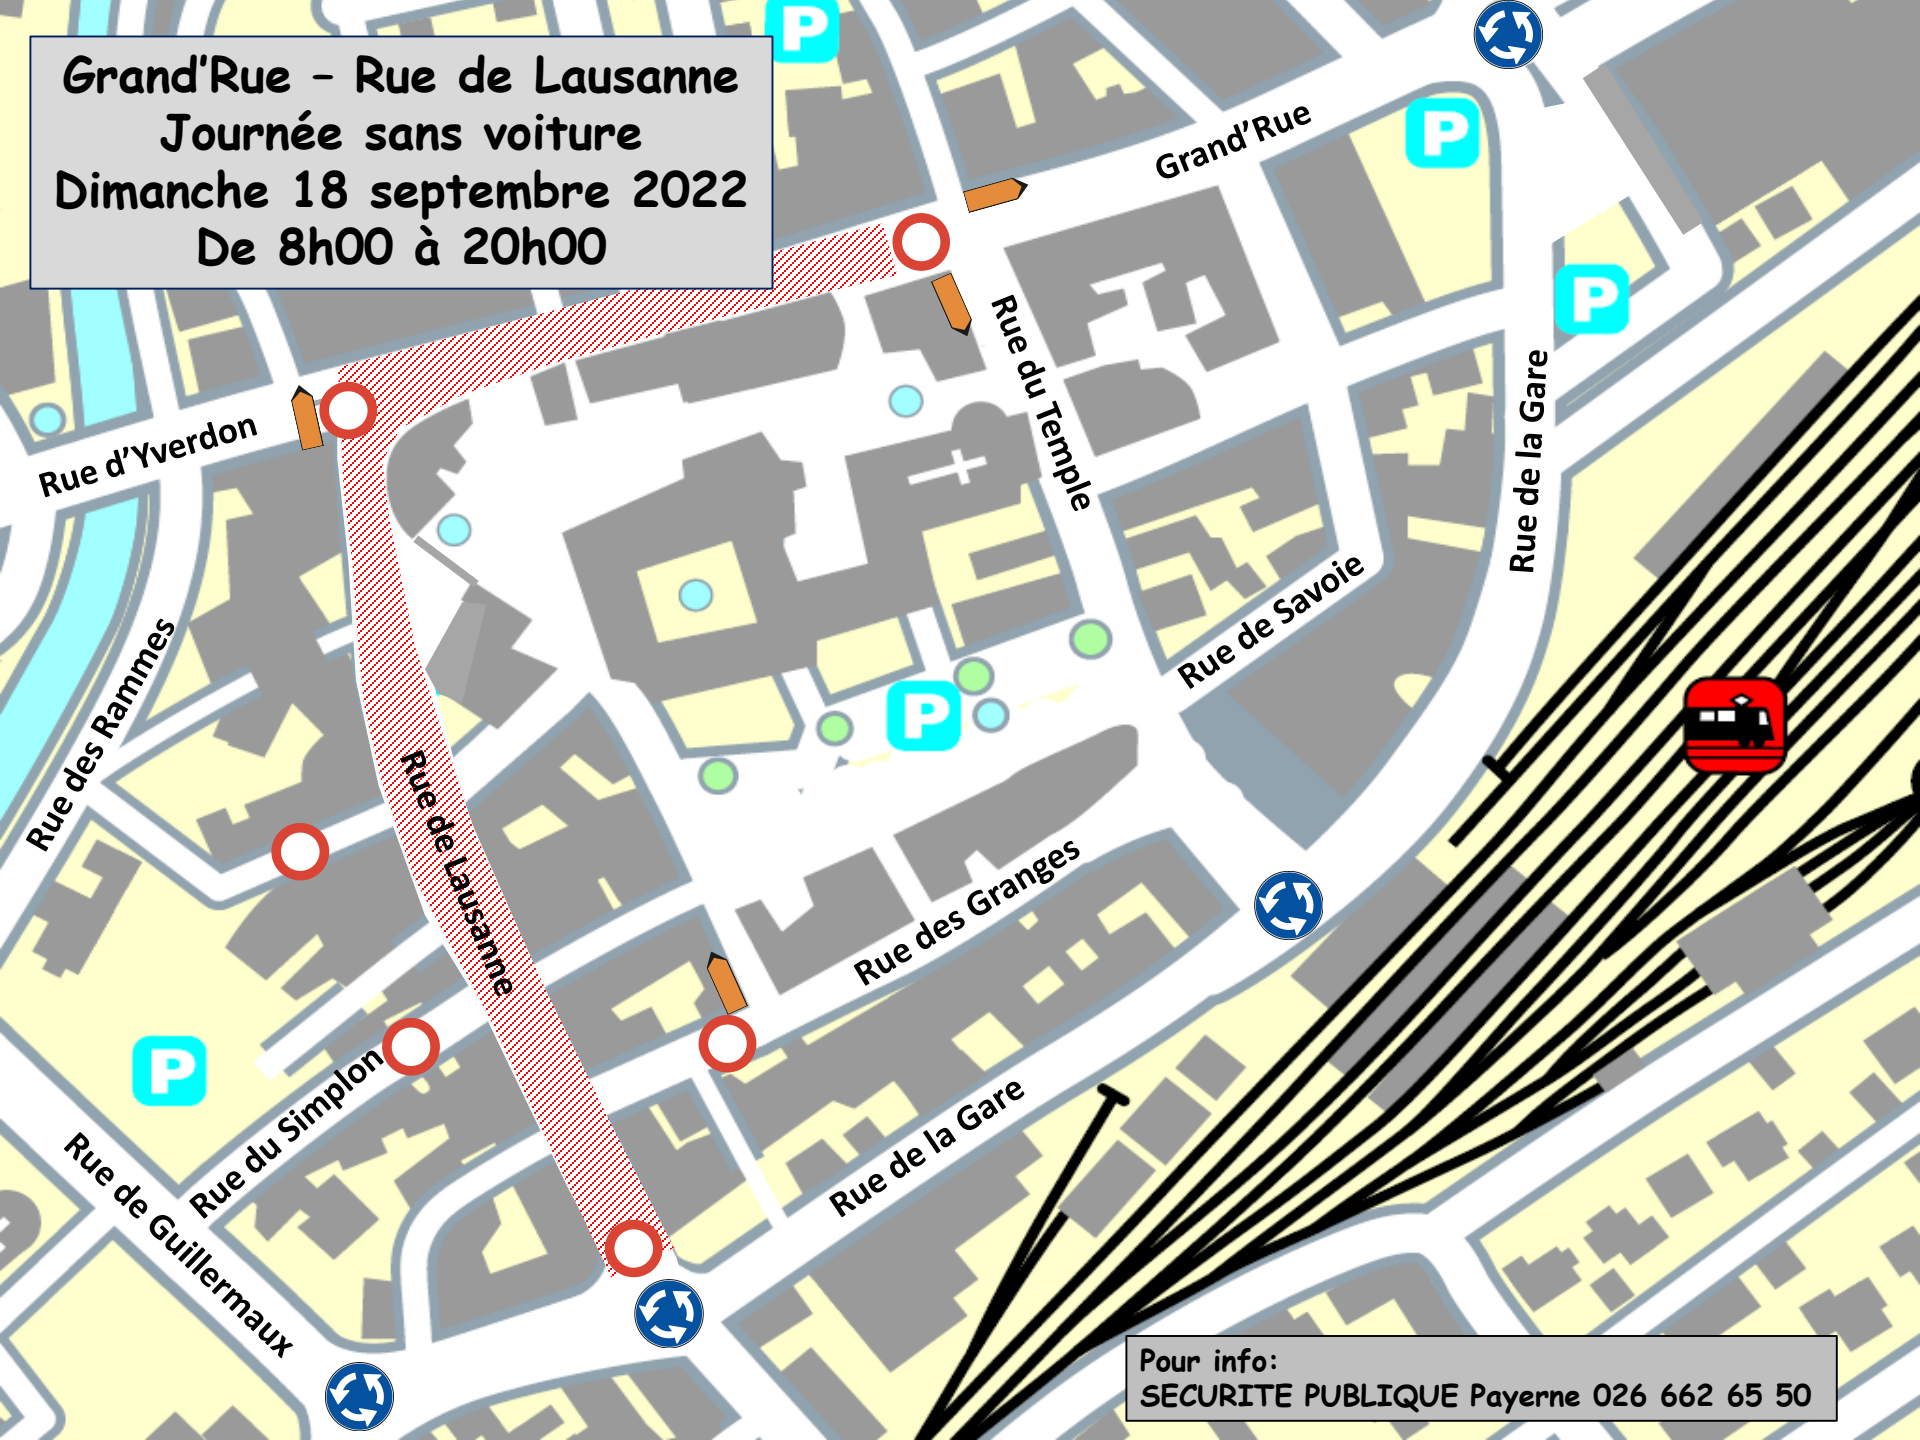 Grand'Rue – Rue de Lausanne
Journée sans voiture
Dimanche 18 septembre 2022
De 8h00 à 20h00
P
P
Grand'Rue
P
Rue du Temple
Rue de la Gare
Rue d'Yverdon
Rue de Savoie
Rue des Rammes
P
Rue de Lausanne
Rue des Granges
P
Rue du Simplon
Rue de la Gare
Rue de Guillermaux
Pour info:
SECURITE PUBLIQUE Payerne 026 662 65 50